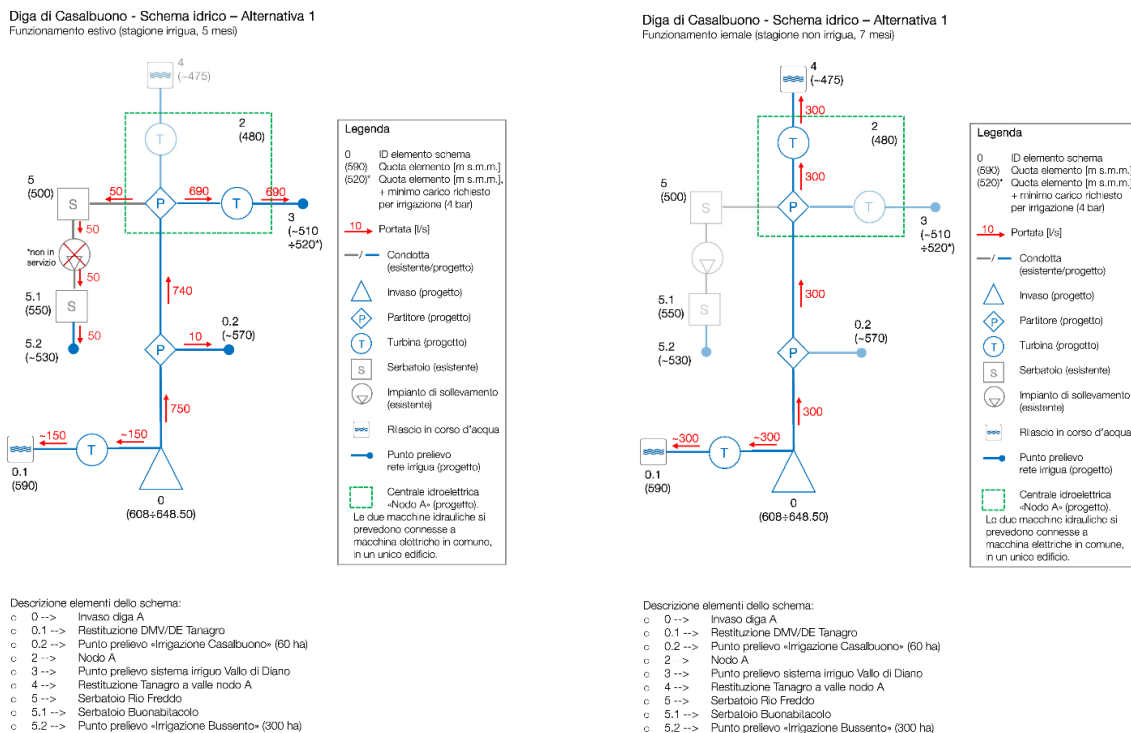 Diga di Casalbuono - Schema idrico – Alternativa 1
Funzionamento estivo (stagione irrigua, 5 mesi)
4
(~475)
T
2
(480)
5
(500)
S
50
P
690
T
690
3
(~510
÷520*)
50
*non in
servizio
50
5.1
(550)
S
50
5.2
(~530)
740
P
10
0.2
(~570)
750
~150
T
~150
0.1
(590)
0
(608÷648.50)
Legenda
0 ID elemento schema
(590) Quota elemento [m s.m.m.]
(520)* Quota elemento [m s.m.m.],
+ minimo carico richiesto
per irrigazione (4 bar)
10 Portata [l/s]
/ Condotta
(esistente/progetto)
Invaso (progetto)
P Partitore (progetto)
T Turbina (progetto)
S Serbatoio (esistente)
Impianto di sollevamento
(esistente)
Rilascio in corso d'acqua
Punto prelievo
rete irrigua (progetto)
Centrale idroelettrica
«Nodo A» (progetto).
Le due macchine idrauliche si
prevedono connesse a
macchina elettriche in comune,
in un unico edificio.
Descrizione elementi dello schema:
o 0 --> Invaso diga A
o 0.1 --> Restituzione DMV/DE Tanagro
o 0.2 --> Punto prelievo «Irrigazione Casalbuono» (60 ha)
o 2 --> Nodo A
o 3 --> Punto prelievo sistema irriguo Vallo di Diano
o 4 --> Restituzione Tanagro a valle nodo A
o 5 --> Serbatoio Rio Freddo
o 5.1 --> Serbatoio Buonabitacolo
o 5.2 --> Punto prelievo «Irrigazione Bussento» (300 ha)
Diga di Casalbuono - Schema idrico – Alternativa 1
Funzionamento iemale (stagione non irrigua, 7 mesi)
4
(~475)
300
T
2
(480)
300
5
(500)
S
P
T
3
(~510
÷520*)
5.1
(550)
S
5.2
(~530)
300
P
0.2
(~570)
300
~300
T
~300
0.1
(590)
0
(608÷648.50)
Legenda
0 ID elemento schema
(590) Quota elemento [m s.m.m.]
(520)* Quota elemento [m s.m.m.]
+ minimo carico richiesto
per irrigazione (4 bar)
10 Portata [l/s]
/ Condotta
(esistente/progetto)
Invaso (progetto)
P Partitore (progetto)
T Turbina (progetto)
S Serbatoio (esistente)
Impianto di sollevamento
(esistente)
Rilascio in corso d'acqua
Punto prelievo
rete irrigua (progetto)
Centrale idroelettrica
«Nodo A» (progetto).
Le due macchine idrauliche si
prevedono connesse a
macchina elettriche in comune,
in un unico edificio.
Descrizione elementi dello schema:
o 0 --> Invaso diga A
o 0.1 --> Restituzione DMV/DE Tanagro
o 0.2 --> Punto prelievo «Irrigazione Casalbuono» (60 ha)
o 2 --> Nodo A
o 3 --> Punto prelievo sistema irriguo Vallo di Diano
o 4 --> Restituzione Tanagro a valle nodo A
o 5 --> Serbatoio Rio Freddo
o 5.1 --> Serbatoio Buonabitacolo
o 5.2 --> Punto prelievo «Irrigazione Bussento» (300 ha)